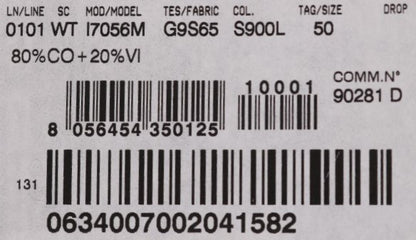 LN/LINE SC MOD/MODEL TES/FABRIC COL. TAG/SIZE DROP
0101 WT I7056M G9S65 S900L 50
80%CO+20%VI
COMM.N°
10001
90281 D
8 056454 350125
131
0634007002041582